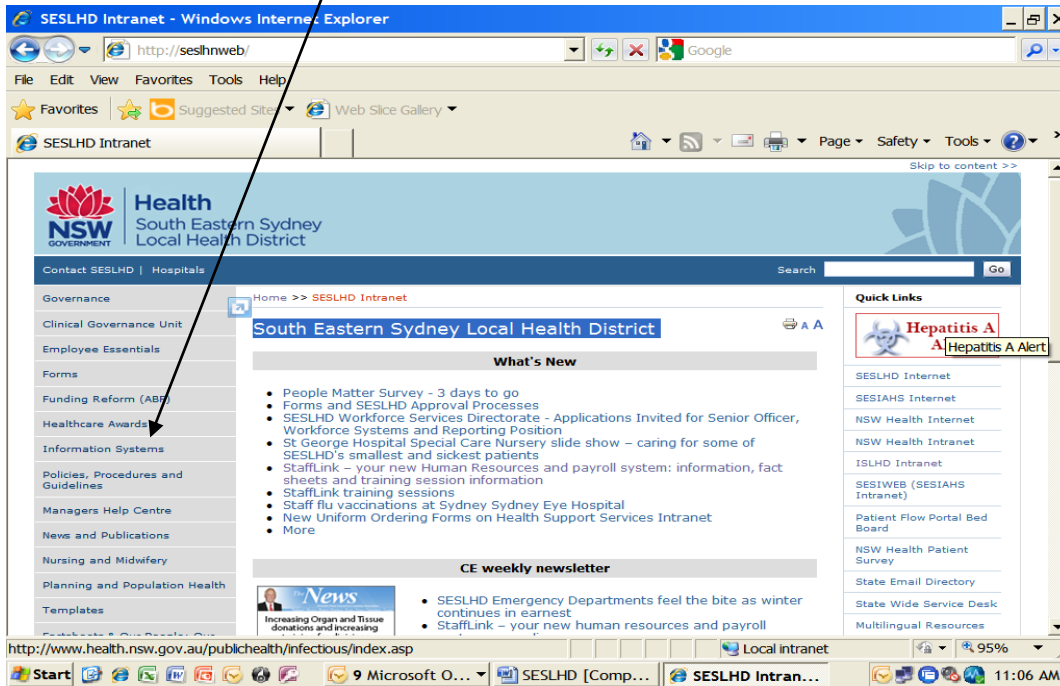 SESLHD Intranet - Windows Internet Explorer
http://seslhnweb/
Google
File Edit View Favorites Tools Help
Favorites Suggested Sites Web Slice Gallery
SESLHD Intranet
Page Safety Tools
Skip to content >>
NSW
GOVERNMENT
Health
South Eastern Sydney
Local Health District
Contact SESLHD | Hospitals
Search Go
Governance
Clinical Governance Unit
Employee Essentials
Forms
Funding Reform (ABF)
Healthcare Awards
Information Systems
Policies, Procedures and
Guidelines
Managers Help Centre
News and Publications
Nursing and Midwifery
Planning and Population Health
Templates
Home >> SESLHD Intranet
South Eastern Sydney Local Health District
A A
What's New
• People Matter Survey - 3 days to go
• Forms and SESLHD Approval Processes
• SESLHD Workforce Services Directorate - Applications Invited for Senior Officer,
Workforce Systems and Reporting Position
• St George Hospital Special Care Nursery slide show – caring for some of
SESLHD's smallest and sickest patients
• StaffLink – your new Human Resources and payroll system: information, fact
sheets and training session information
• StaffLink training sessions
• Staff flu vaccinations at Sydney Sydney Eye Hospital
• New Uniform Ordering Forms on Health Support Services Intranet
• More
CE weekly newsletter
The News
Increasing Organ and Tissue
donations and increasing
• SESLHD Emergency Departments feel the bite as winter
continues in earnest
• StaffLink – your new human resources and payroll
Quick Links
Hepatitis A
A
Hepatitis A Alert
SESLHD Internet
SESIAHS Internet
NSW Health Internet
NSW Health Intranet
ISLHD Intranet
SESIWEB (SESIAHS
Intranet)
Patient Flow Portal Bed
Board
NSW Health Patient
Survey
State Email Directory
State Wide Service Desk
Multilingual Resources
http://www.health.nsw.gov.au/publichealth/infectious/index.asp
Local intranet
95%
Start
9 Microsoft O...
SESLHD [Comp...
SESLHD Intran...
11:06 AM